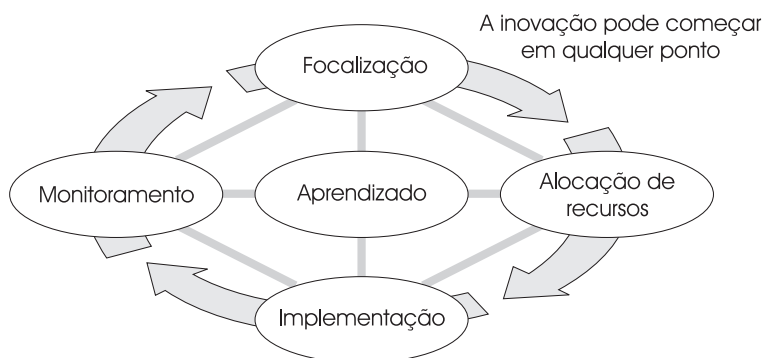 A inovação pode começar
em qualquer ponto
Focalização
Monitoramento
Aprendizado
Alocação de
recursos
Implementação